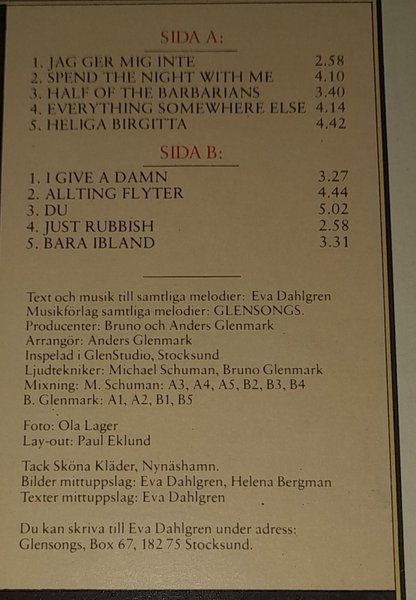 SIDA A:
1. JAG GER MIG INTE 2.58
2. SPEND THE NIGHT WITH ME 4.10
3. HALF OF THE BARBARIANS 3.40
4. EVERYTHING SOMEWHERE ELSE 4.14
5. HELIGA BIRGITTA 4.42
SIDA B:
1. I GIVE A DAMN 3.27
2. ALLTING FLYTER 4.44
3. DU 5.02
4. JUST RUBBISH 2.58
5. BARA IBLAND 3.31
Text och musik till samtliga melodier: Eva Dahlgren
Musikförlag samtliga melodier: GLENSONGS.
Producenter: Bruno och Anders Glenmark
Arrangör: Anders Glenmark
Inspelad i GlenStudio, Stocksund
Ljudtekniker: Michael Schuman, Bruno Glenmark
Mixning: M. Schuman: A3, A4, A5, B2, B3, B4
B. Glenmark: A1, A2, B1, B5
Foto: Ola Lager
Lay-out: Paul Eklund
Tack Sköna Kläder, Nynäshamn.
Bilder mittuppslag: Eva Dahlgren, Helena Bergman
Texter mittuppslag: Eva Dahlgren
Du kan skriva till Eva Dahlgren under adress:
Glensongs, Box 67, 182 75 Stocksund.